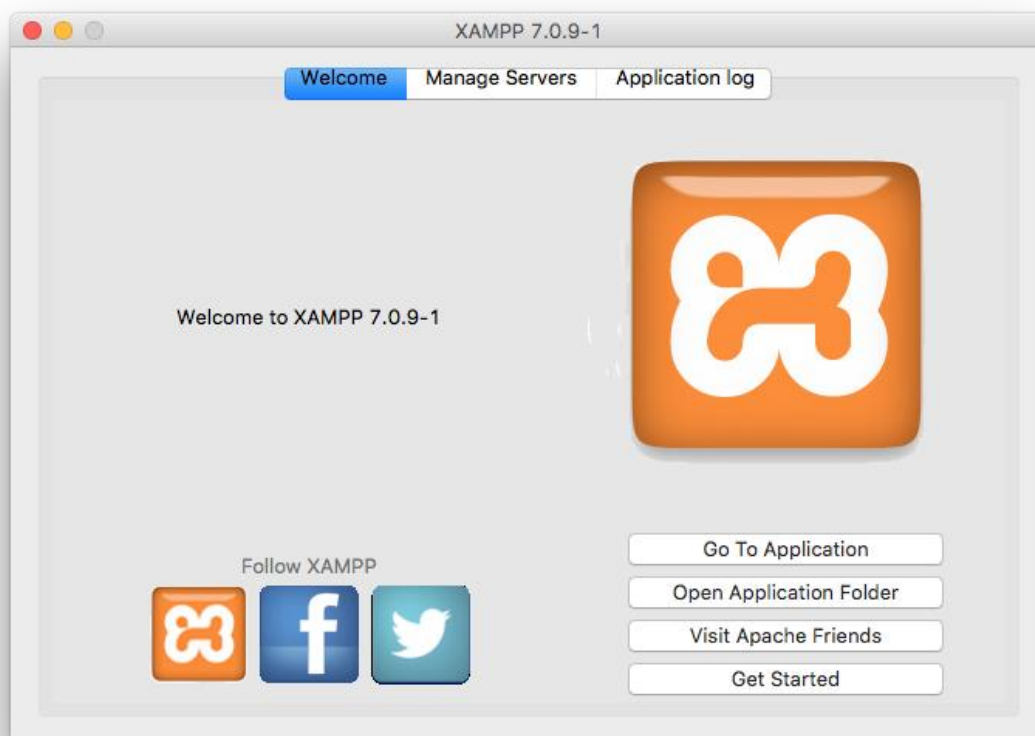 XAMPP 7.0.9-1
Welcome Manage Servers Application log
Welcome to XAMPP 7.0.9-1
Follow XAMPP
Go To Application
Open Application Folder
Visit Apache Friends
Get Started